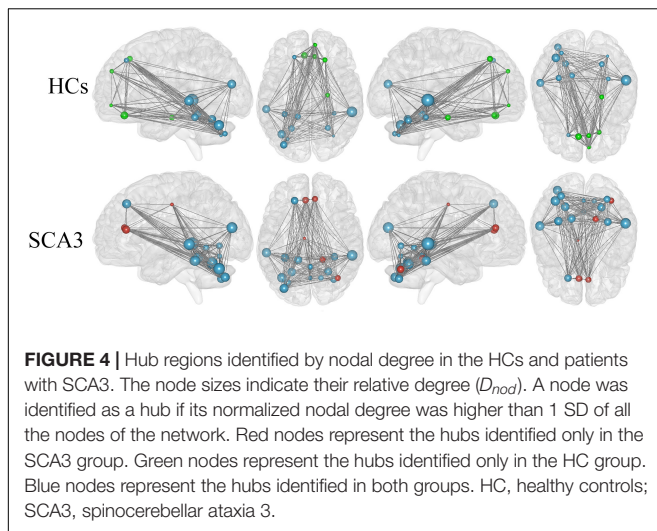 HCs
SCA3
FIGURE 4 | Hub regions identified by nodal degree in the HCs and patients
with SCA3. The node sizes indicate their relative degree (Dnod). A node was
identified as a hub if its normalized nodal degree was higher than 1 SD of all
the nodes of the network. Red nodes represent the hubs identified only in the
SCA3 group. Green nodes represent the hubs identified only in the HC group.
Blue nodes represent the hubs identified in both groups. HC, healthy controls;
SCA3, spinocerebellar ataxia 3.